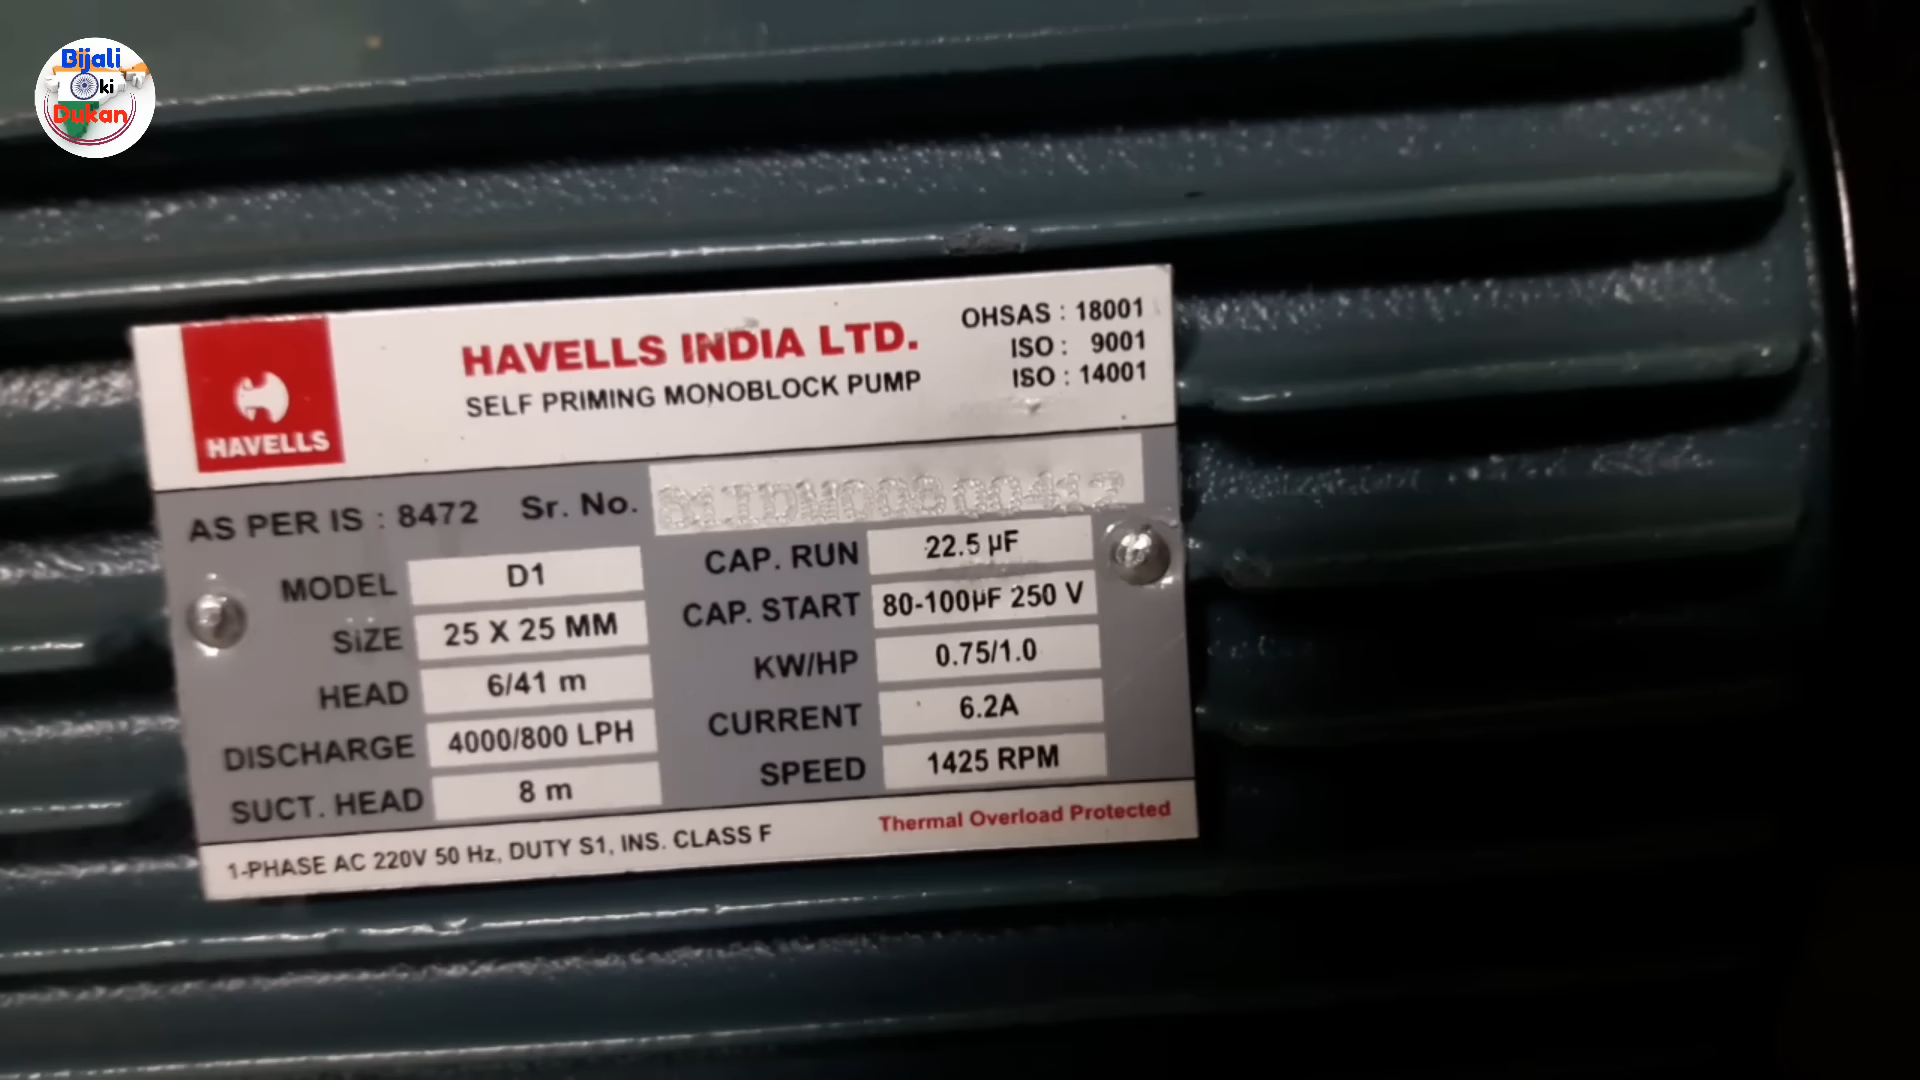 Bijali
ki
Dukan
HAVELLS
HAVELLS INDIA LTD.
SELF PRIMING MONOBLOCK PUMP
OHSAS : 18001
ISO : 9001
ISO : 14001
AS PER IS : 8472 Sr. No.
MODEL D1
SIZE 25 X 25 MM
HEAD 6/41 m
DISCHARGE 4000/800 LPH
SUCT. HEAD 8 m
CAP. RUN 22.5 µF
CAP. START 80-100µF 250 V
KW/HP 0.75/1.0
CURRENT 6.2A
SPEED 1425 RPM
1-PHASE AC 220V 50 Hz, DUTY S1, INS. CLASS F
Thermal Overload Protected